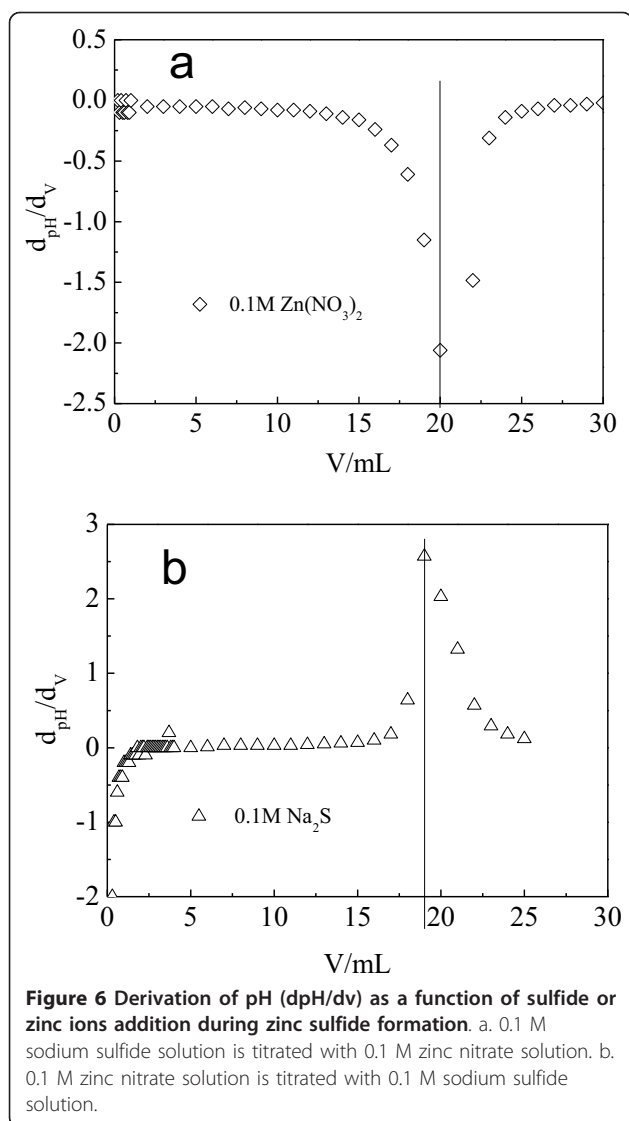 a
0.5
0.0
-0.5
-1.0
-1.5
-2.0
-2.5
d_pH/d_V
0.1M Zn(NO₃)₂
0 5 10 15 20 25 30
V/mL
b
3
2
1
0
-1
-2
d_pH/d_V
0.1M Na₂S
0 5 10 15 20 25 30
V/mL
Figure 6 Derivation of pH (dpH/dv) as a function of sulfide or
zinc ions addition during zinc sulfide formation. a. 0.1 M
sodium sulfide solution is titrated with 0.1 M zinc nitrate solution. b.
0.1 M zinc nitrate solution is titrated with 0.1 M sodium sulfide
solution.